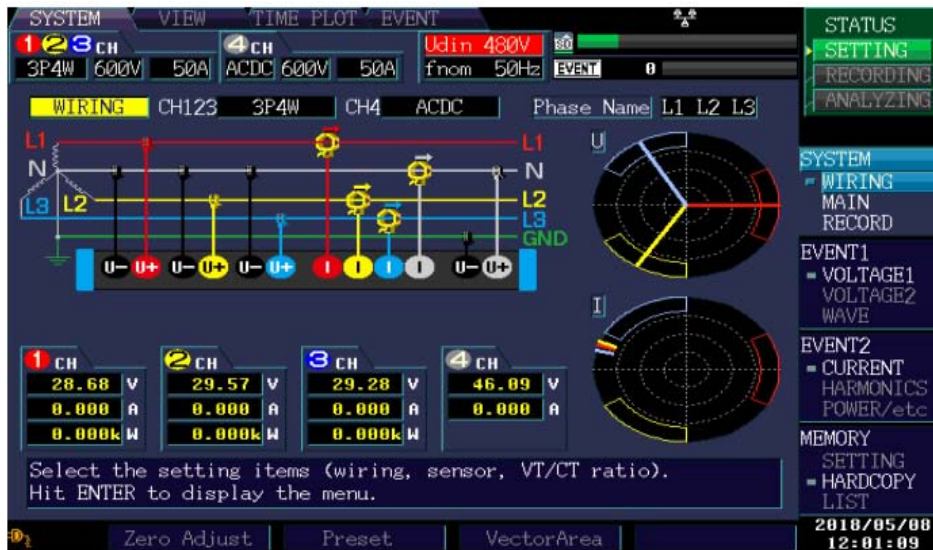 SYSTEM VIEW TIME PLOT EVENT
1 2 3 CH 4 CH Udin 480V SD
3P4W 600V 50A ACDC 600V 50A fnom 50Hz EVENT 0
WIRING CH123 3P4W CH4 ACDC Phase Name L1 L2 L3
L1 L1
N N
L3 L2 L2
L3
GND
U- U+ U- U+ U- U+ I I I I U- U+
U
I
1 CH 2 CH 3 CH 4 CH
28.68 V 29.57 V 29.28 V 46.09 V
0.000 A 0.000 A 0.000 A 0.000 A
0.000k W 0.000k W 0.000k W
Select the setting items (wiring, sensor, VT/CT ratio).
Hit ENTER to display the menu.
Zero Adjust Preset VectorArea
STATUS
SETTING
RECORDING
ANALYZING
SYSTEM
WIRING
MAIN
RECORD
EVENT1
VOLTAGE1
VOLTAGE2
WAVE
EVENT2
CURRENT
HARMONICS
POWER/etc
MEMORY
SETTING
HARDCOPY
LIST
2018/05/08
12:01:09